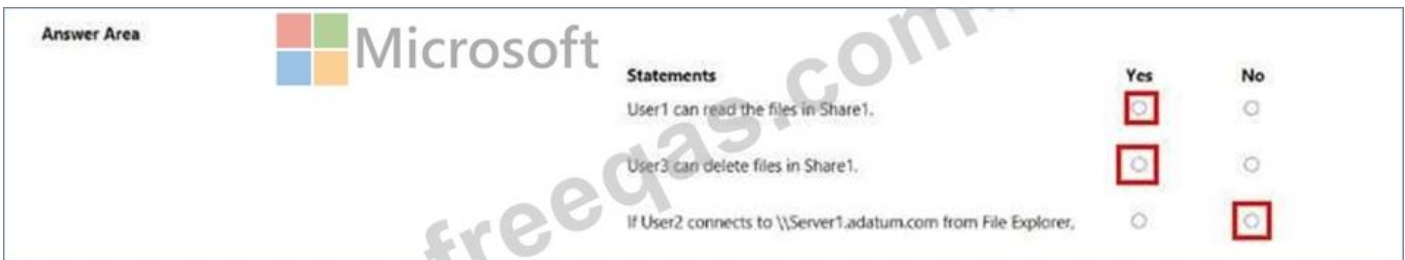 Answer Area
Microsoft
Statements Yes No
User1 can read the files in Share1.
User3 can delete files in Share1.
If User2 connects to \\Server1.adatum.com from File Explorer,
freeqas.com